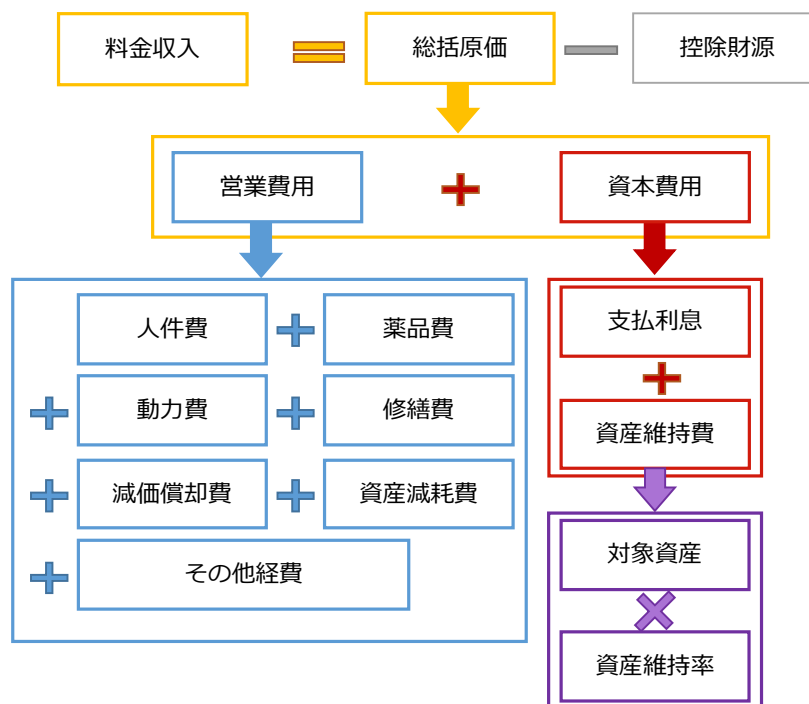 料金収入
総括原価
控除財源
営業費用
資本費用
人件費
薬品費
動力費
修繕費
減価償却費
資産減耗費
その他経費
支払利息
資産維持費
対象資産
資産維持率